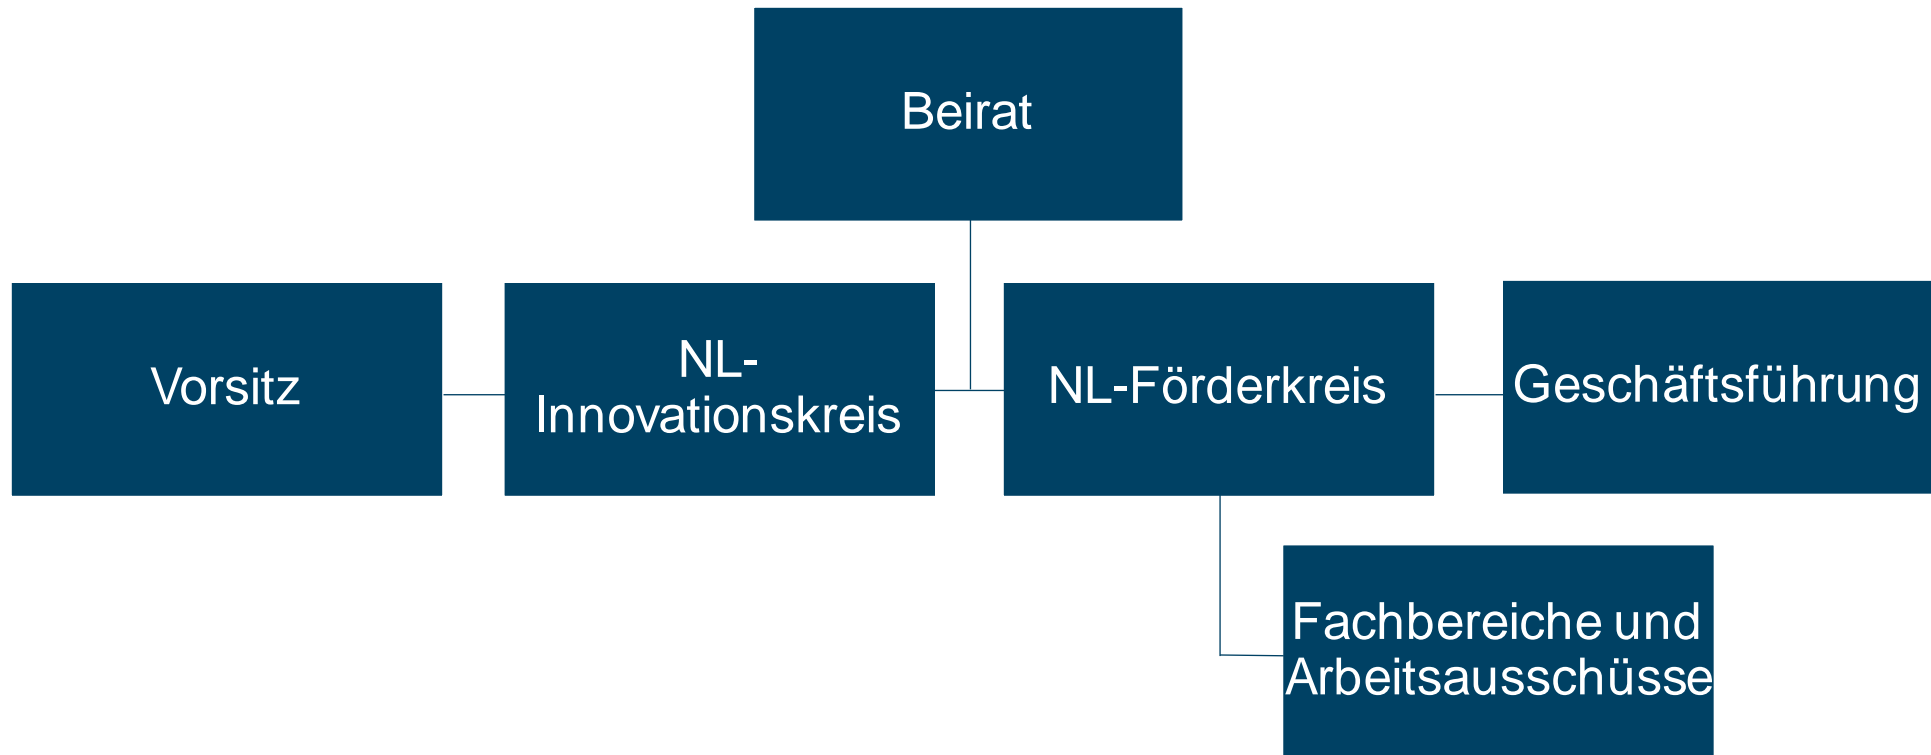 Beirat
Vorsitz
NL-
Innovationskreis
NL-Förderkreis
Geschäftsführung
Fachbereiche und
Arbeitsausschüsse